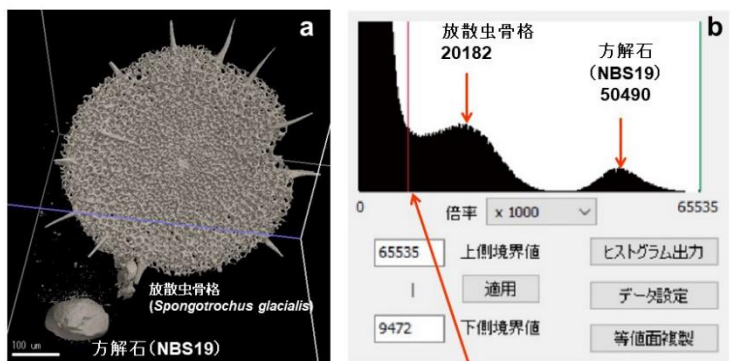 a
放散虫骨格
(Spongotrochus glacialis)
100 um
方解石(NBS19)
b
放散虫骨格
20182
方解石
(NBS19)
50490
0
65535
倍率
x 1000
65535
上側境界値
ヒストグラム出力
|
適用
データ設定
9472
下側境界値
等値面複製